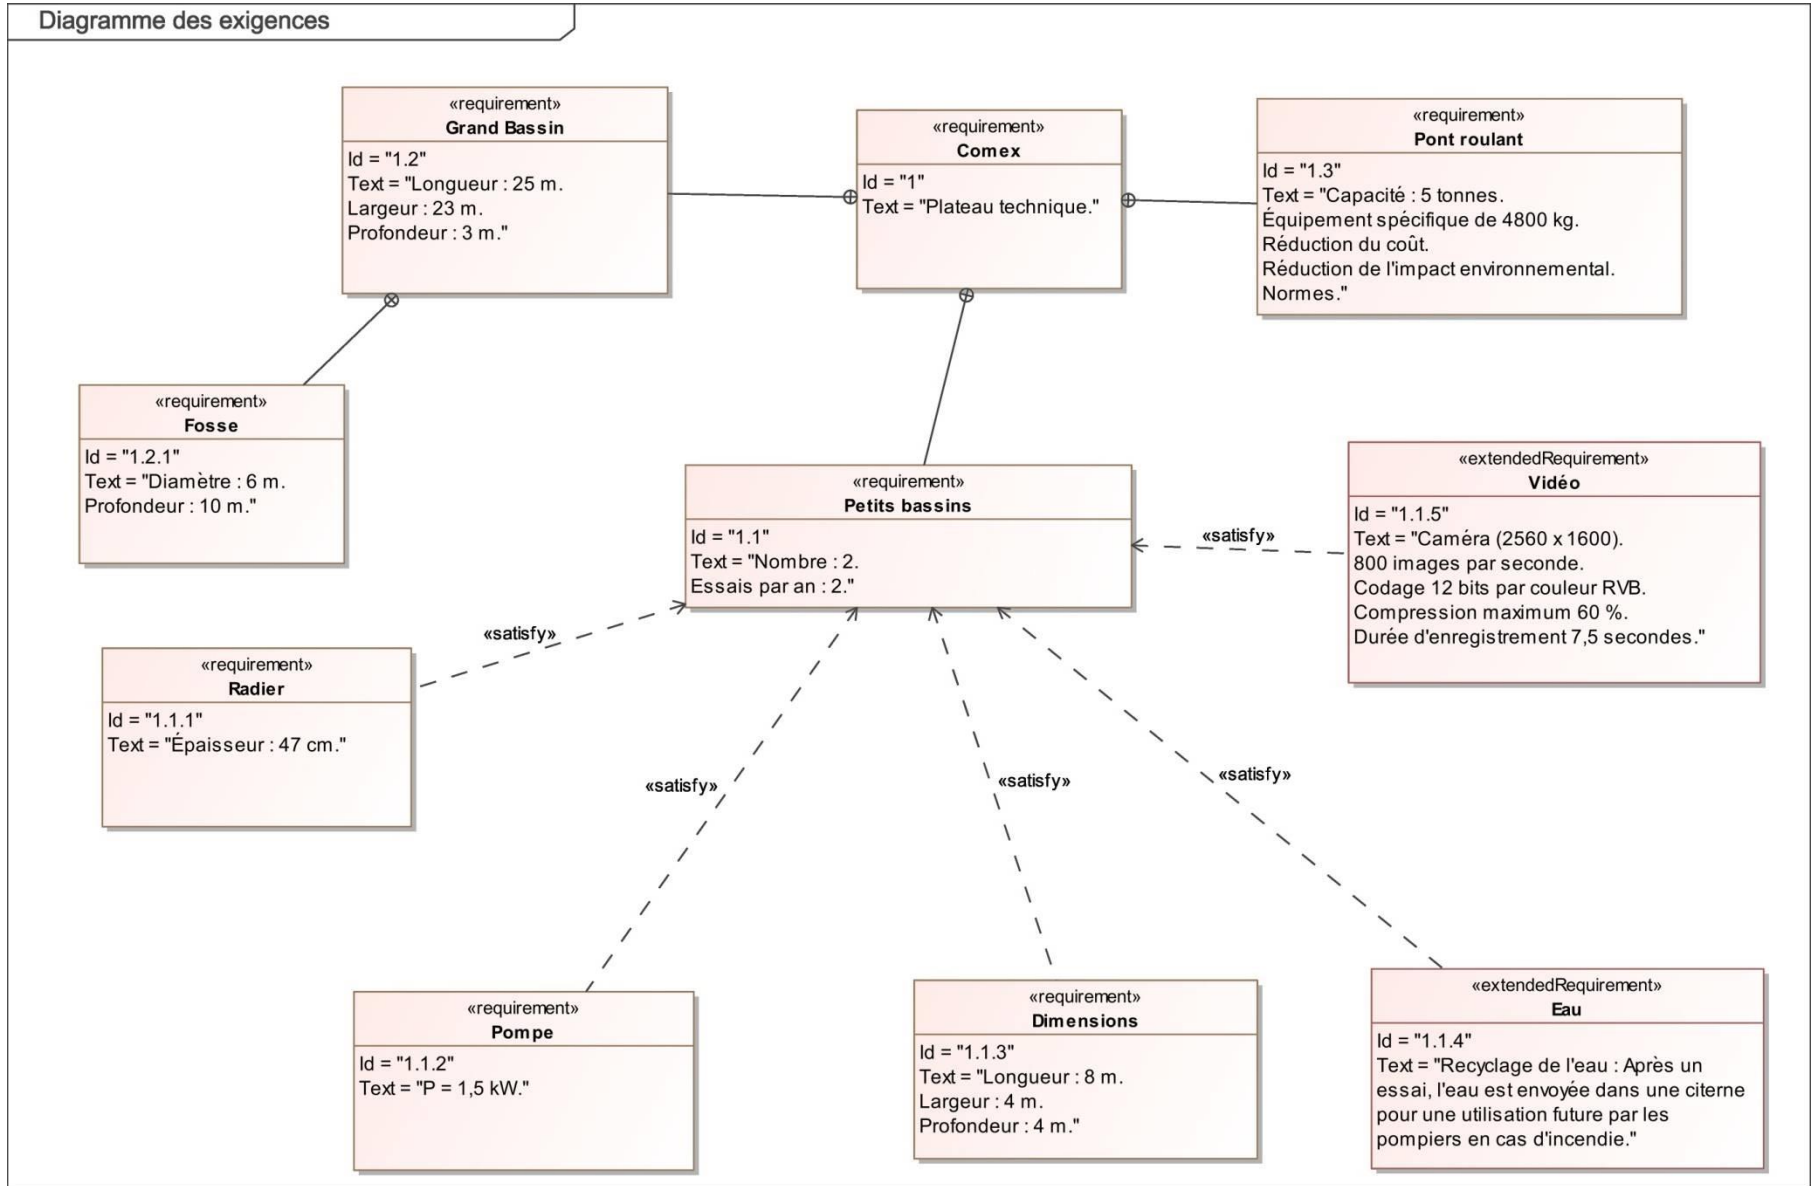 Diagramme des exigences
«requirement»
Grand Bassin
Id = "1.2"
Text = "Longueur : 25 m.
Largeur : 23 m.
Profondeur : 3 m."
«requirement»
Comex
Id = "1"
Text = "Plateau technique."
«requirement»
Pont roulant
Id = "1.3"
Text = "Capacité : 5 tonnes.
Équipement spécifique de 4800 kg.
Réduction du coût.
Réduction de l'impact environnemental.
Normes."
«requirement»
Fosse
Id = "1.2.1"
Text = "Diamètre : 6 m.
Profondeur : 10 m."
«requirement»
Petits bassins
Id = "1.1"
Text = "Nombre : 2.
Essais par an : 2."
«satisfy»
«extendedRequirement»
Vidéo
Id = "1.1.5"
Text = "Caméra (2560 x 1600).
800 images par seconde.
Codage 12 bits par couleur RVB.
Compression maximum 60 %.
Durée d'enregistrement 7,5 secondes."
«satisfy»
«requirement»
Radier
Id = "1.1.1"
Text = "Épaisseur : 47 cm."
«satisfy»
«satisfy»
«satisfy»
«requirement»
Pompe
Id = "1.1.2"
Text = "P = 1,5 kW."
«requirement»
Dimensions
Id = "1.1.3"
Text = "Longueur : 8 m.
Largeur : 4 m.
Profondeur : 4 m."
«extendedRequirement»
Eau
Id = "1.1.4"
Text = "Recyclage de l'eau : Après un
essai, l'eau est envoyée dans une citerne
pour une utilisation future par les
pompiers en cas d'incendie."